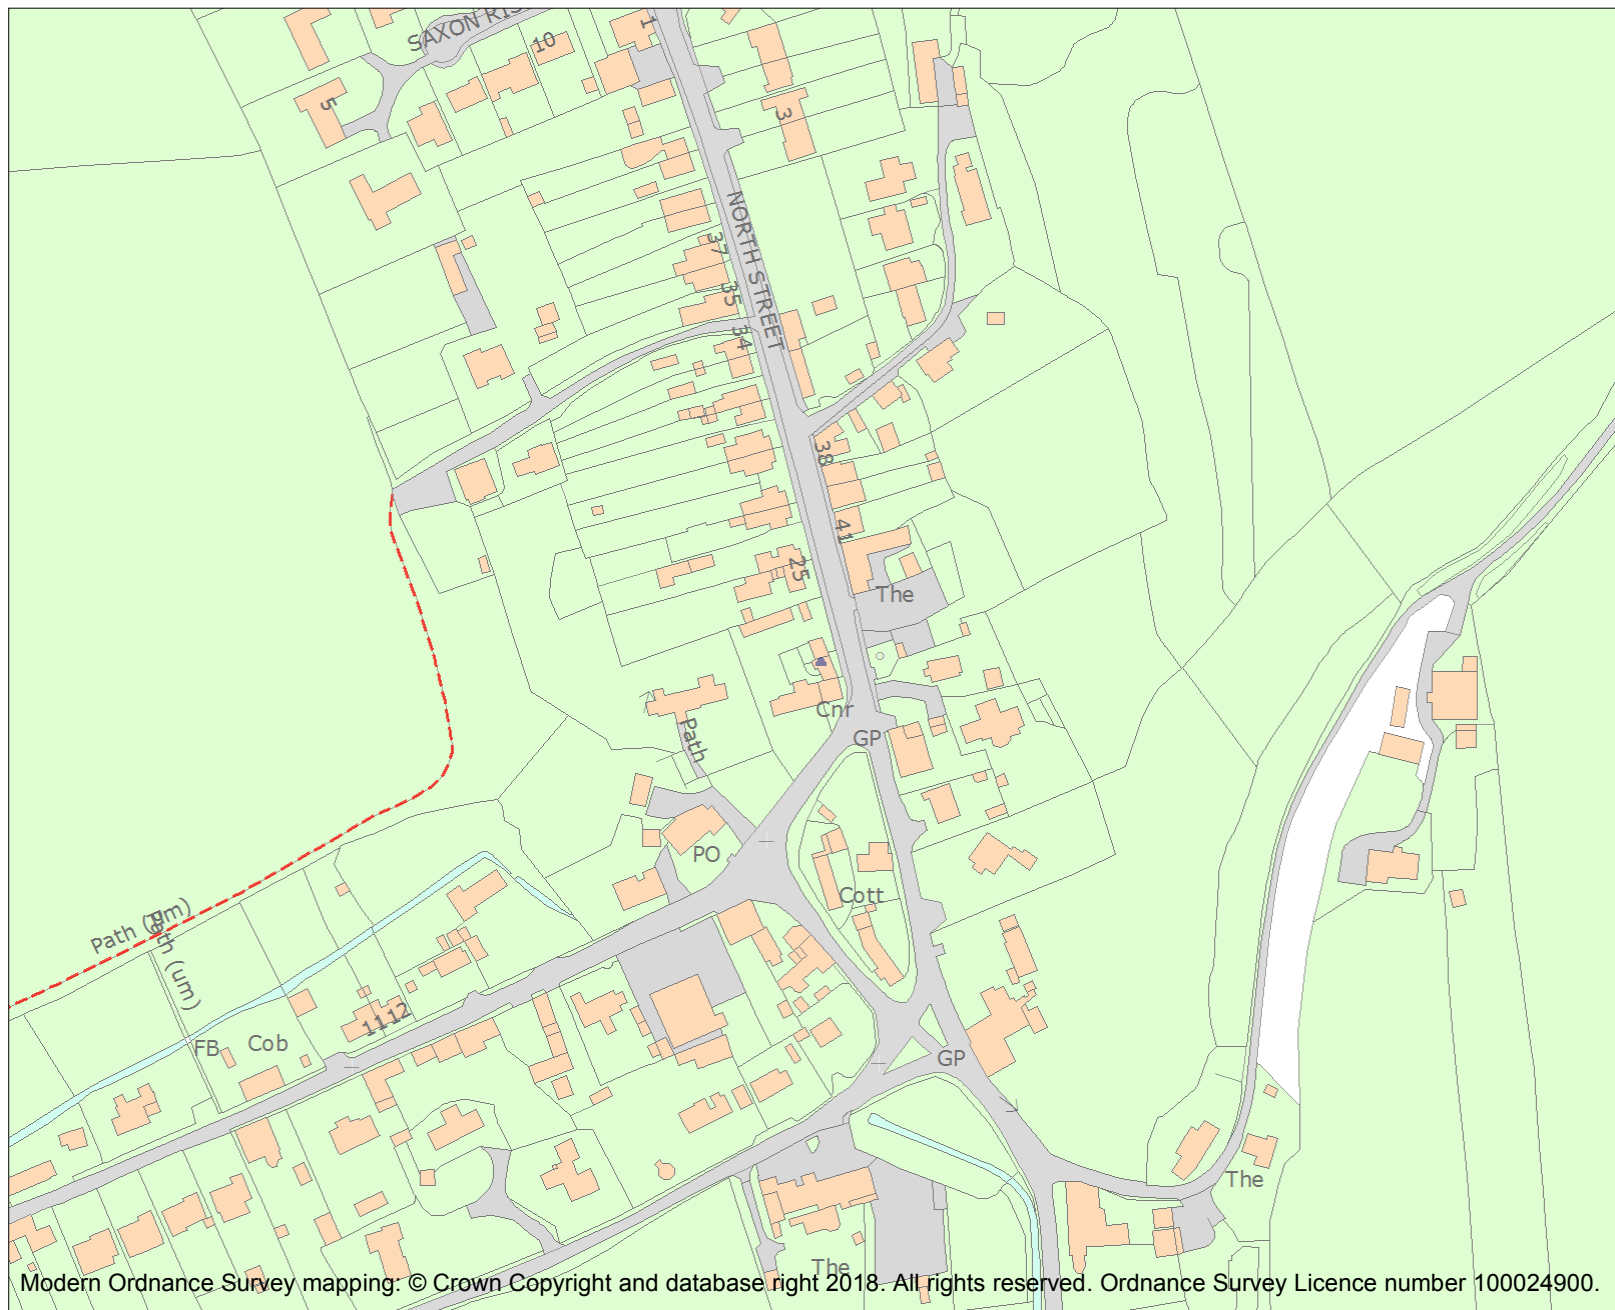 SAXON RIS
10
1
5
3
NORTH STREET
37
35
34
38
41
25
The
Cnr
GP
Path
PO
Cott
Path (um)
Path (um)
1112
FB
Cob
GP
The
The
Modern Ordnance Survey mapping: © Crown Copyright and database right 2018. All rights reserved. Ordnance Survey Licence number 100024900.